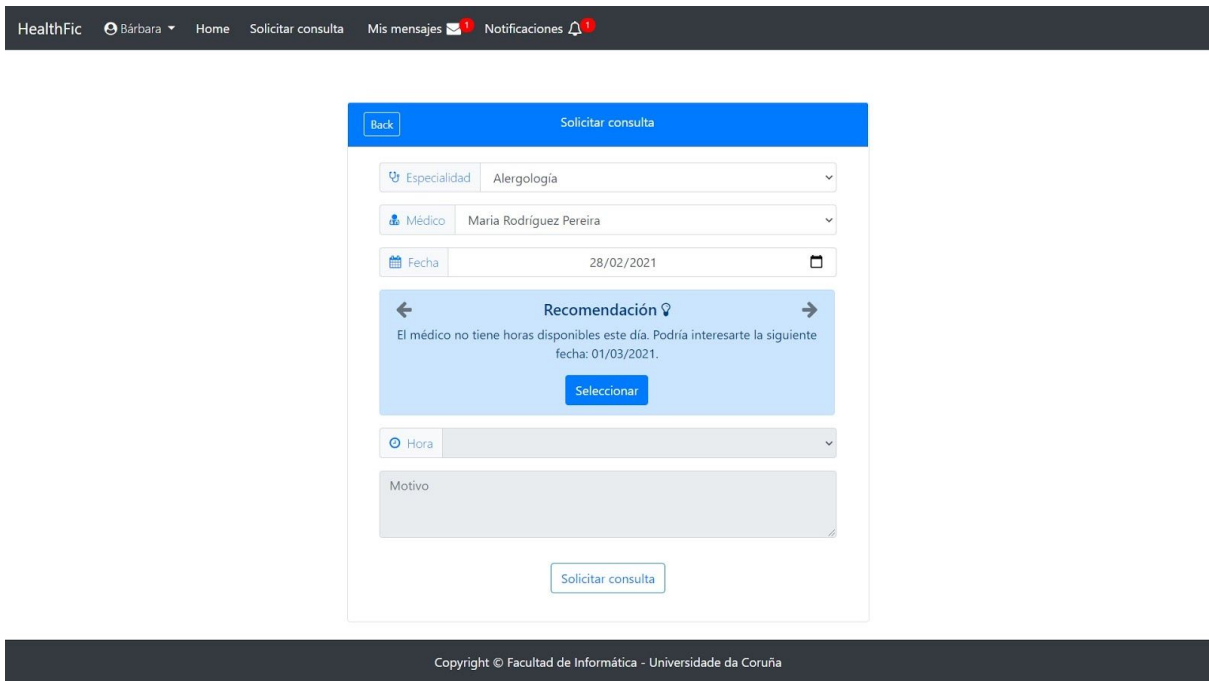 HealthFic Bárbara Home Solicitar consulta Mis mensajes 1 Notificaciones 1
Back Solicitar consulta
Especialidad Alergología
Médico Maria Rodríguez Pereira
Fecha 28/02/2021
Recomendación
El médico no tiene horas disponibles este día. Podría interesarte la siguiente
fecha: 01/03/2021.
Seleccionar
Hora
Motivo
Solicitar consulta
Copyright © Facultad de Informática - Universidade da Coruña